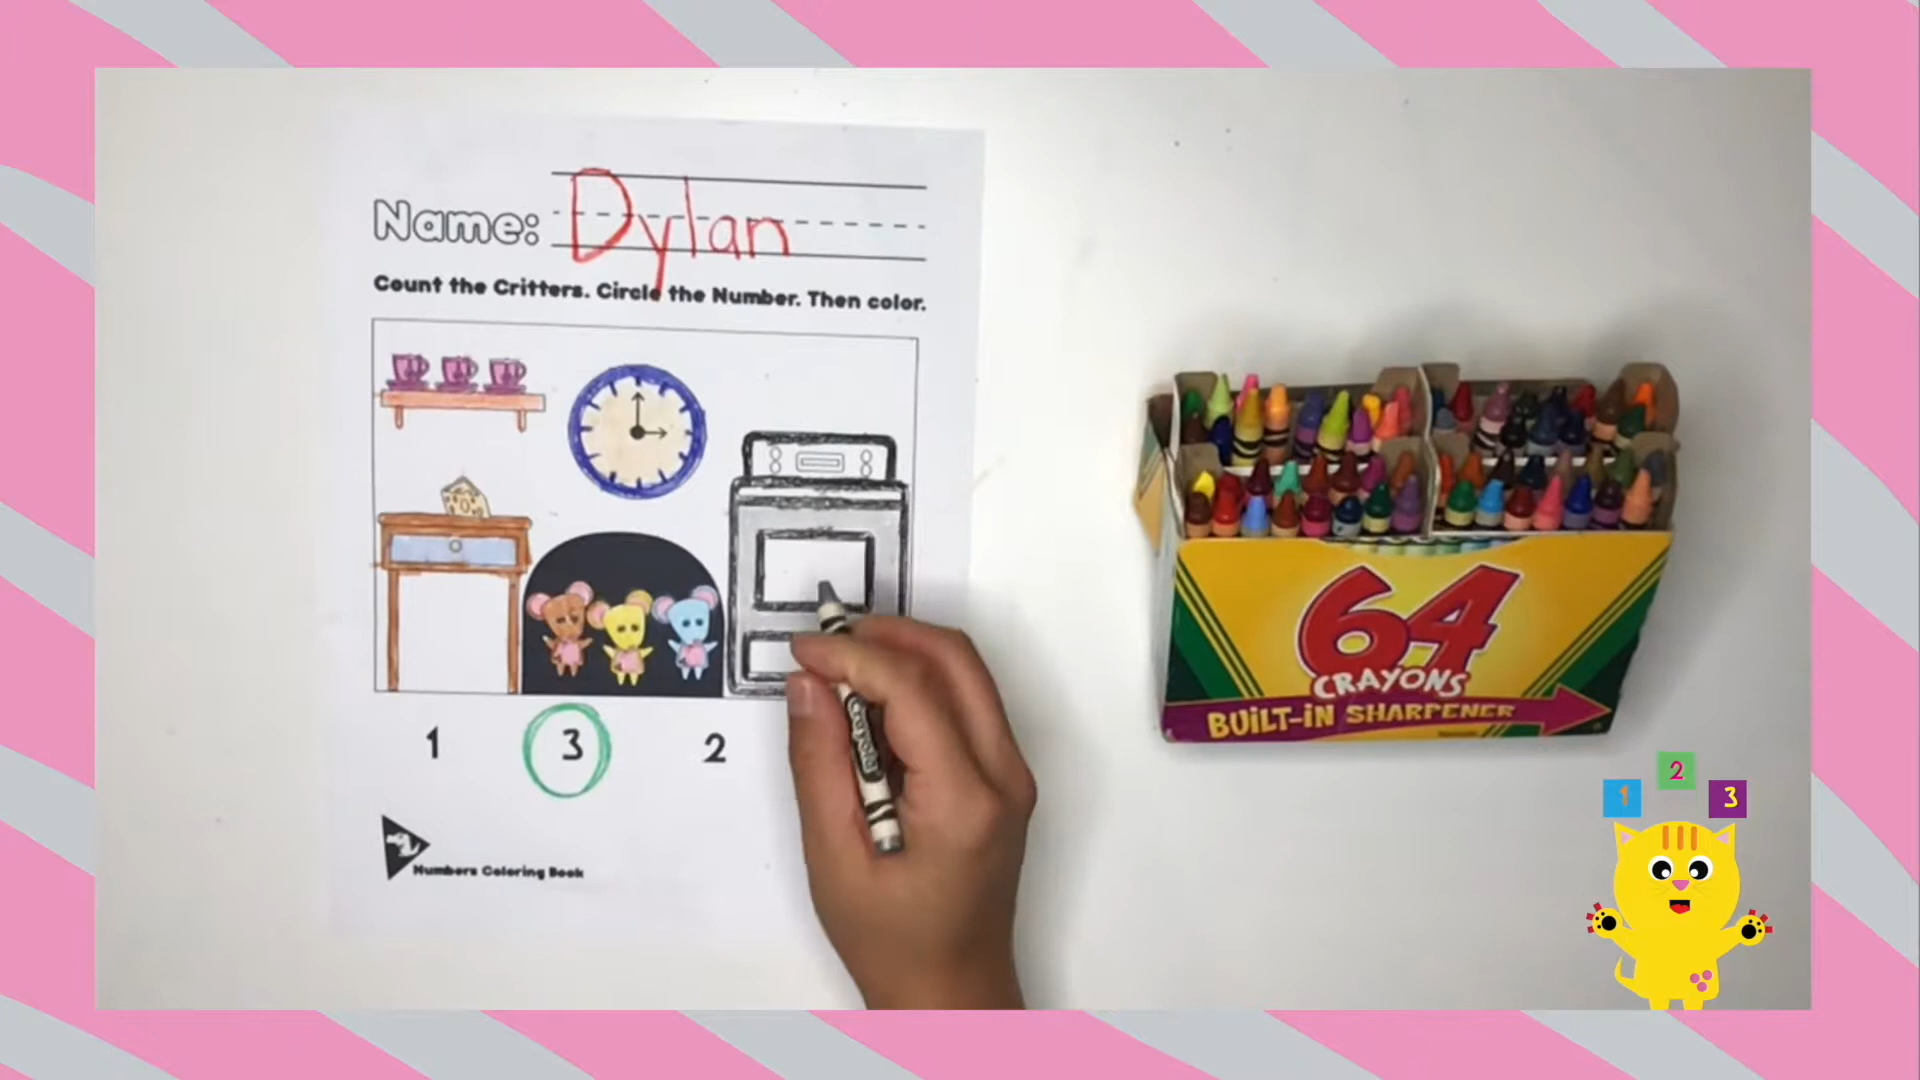 Name: Dylan
Count the Critters. Circle the Number. Then color.
1 3 2
Numbers Coloring Book
Crayola
64
CRAYONS
BUILT-IN SHARPENER
1 2 3